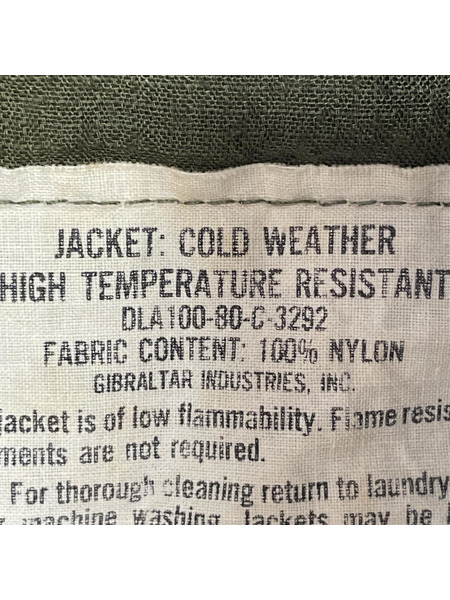 JACKET: COLD WEATHER
HIGH TEMPERATURE RESISTANT
DLA100-80-C-3292
FABRIC CONTENT: 100% NYLON
GIBRALTAR INDUSTRIES, INC.
jacket is of low flammability. Flame resis
ments are not required.
For thorough cleaning return to laundry
machine washing. Jackets may be